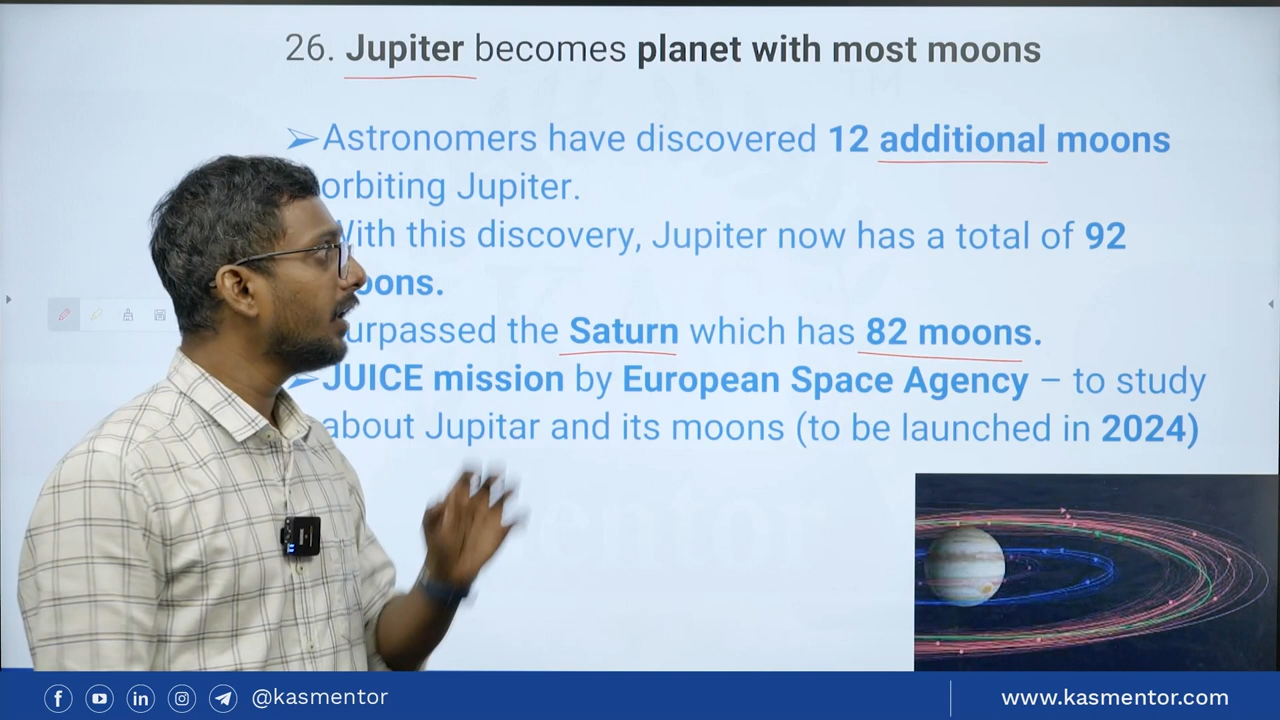 26. Jupiter becomes planet with most moons
➢Astronomers have discovered 12 additional moons
orbiting Jupiter.
this discovery, Jupiter now has a total of 92
the Saturn which has 82 moons.
➢JUICE mission by European Space Agency – to study
about Jupitar and its moons (to be launched in 2024)
@kasmentor
www.kasmentor.com